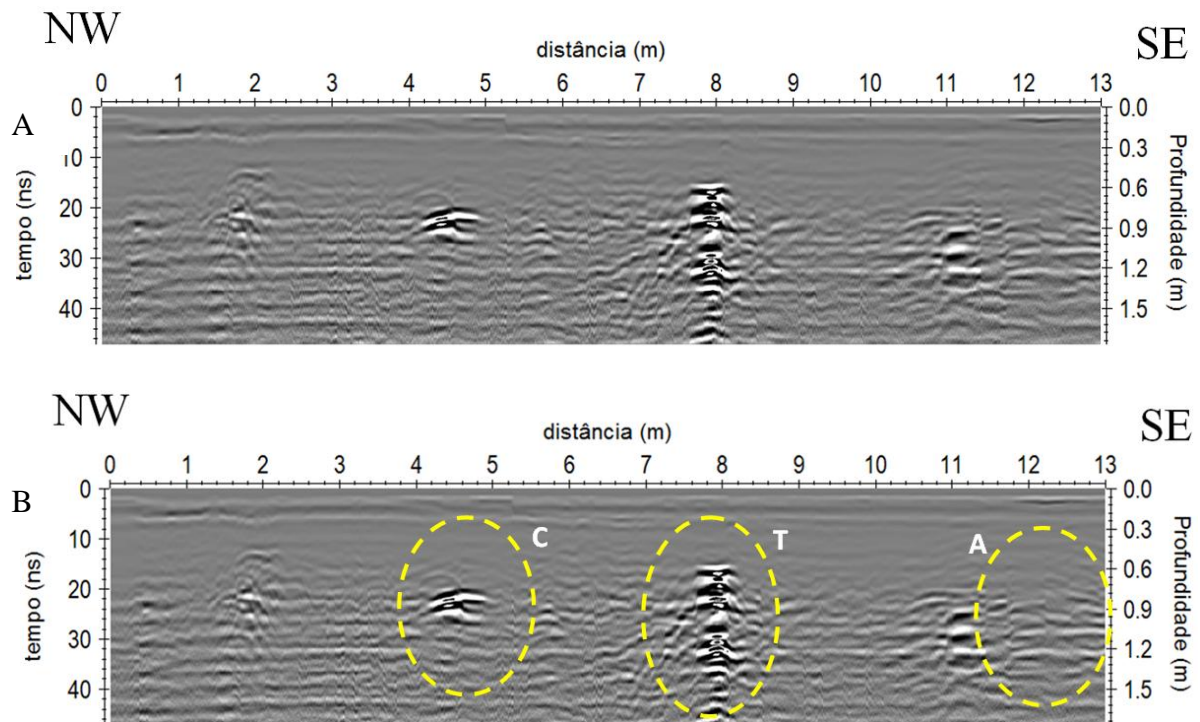 NW SE
distância (m)
0 1 2 3 4 5 6 7 8 9 10 11 12 13
A
tempo (ns)
0
10
20
30
40
Profundidade (m)
0.0
0.3
0.6
0.9
1.2
1.5
NW SE
distância (m)
0 1 2 3 4 5 6 7 8 9 10 11 12 13
B
tempo (ns)
0
10
20
30
40
C T A
Profundidade (m)
0.0
0.3
0.6
0.9
1.2
1.5